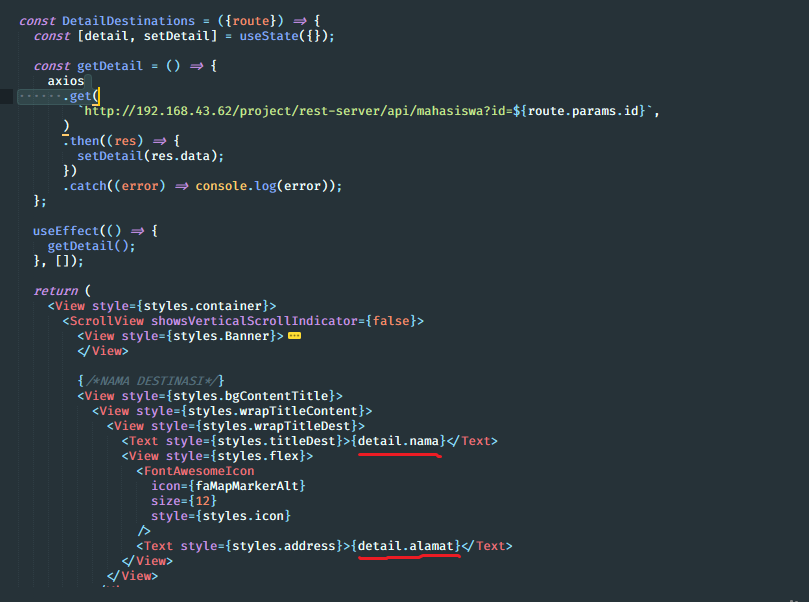 const DetailDestinations = ({route}) => {
const [detail, setDetail] = useState({});
const getDetail = () => {
axios
.get(
`http://192.168.43.62/project/rest-server/api/mahasiswa?id=${route.params.id}`,
)
.then((res) => {
setDetail(res.data);
})
.catch((error) => console.log(error));
};
useEffect(() => {
getDetail();
}, []);
return (
<View style={styles.container}>
<ScrollView showsVerticalScrollIndicator={false}>
<View style={styles.Banner}>
</View>
{/*NAMA DESTINASI*/}
<View style={styles.bgContentTitle}>
<View style={styles.wrapTitleContent}>
<View style={styles.wrapTitleDest}>
<Text style={styles.titleDest}>{detail.nama}</Text>
<View style={styles.flex}>
<FontAwesomeIcon
icon={faMapMarkerAlt}
size={12}
style={styles.icon}
/>
<Text style={styles.address}>{detail.alamat}</Text>
</View>
</View>